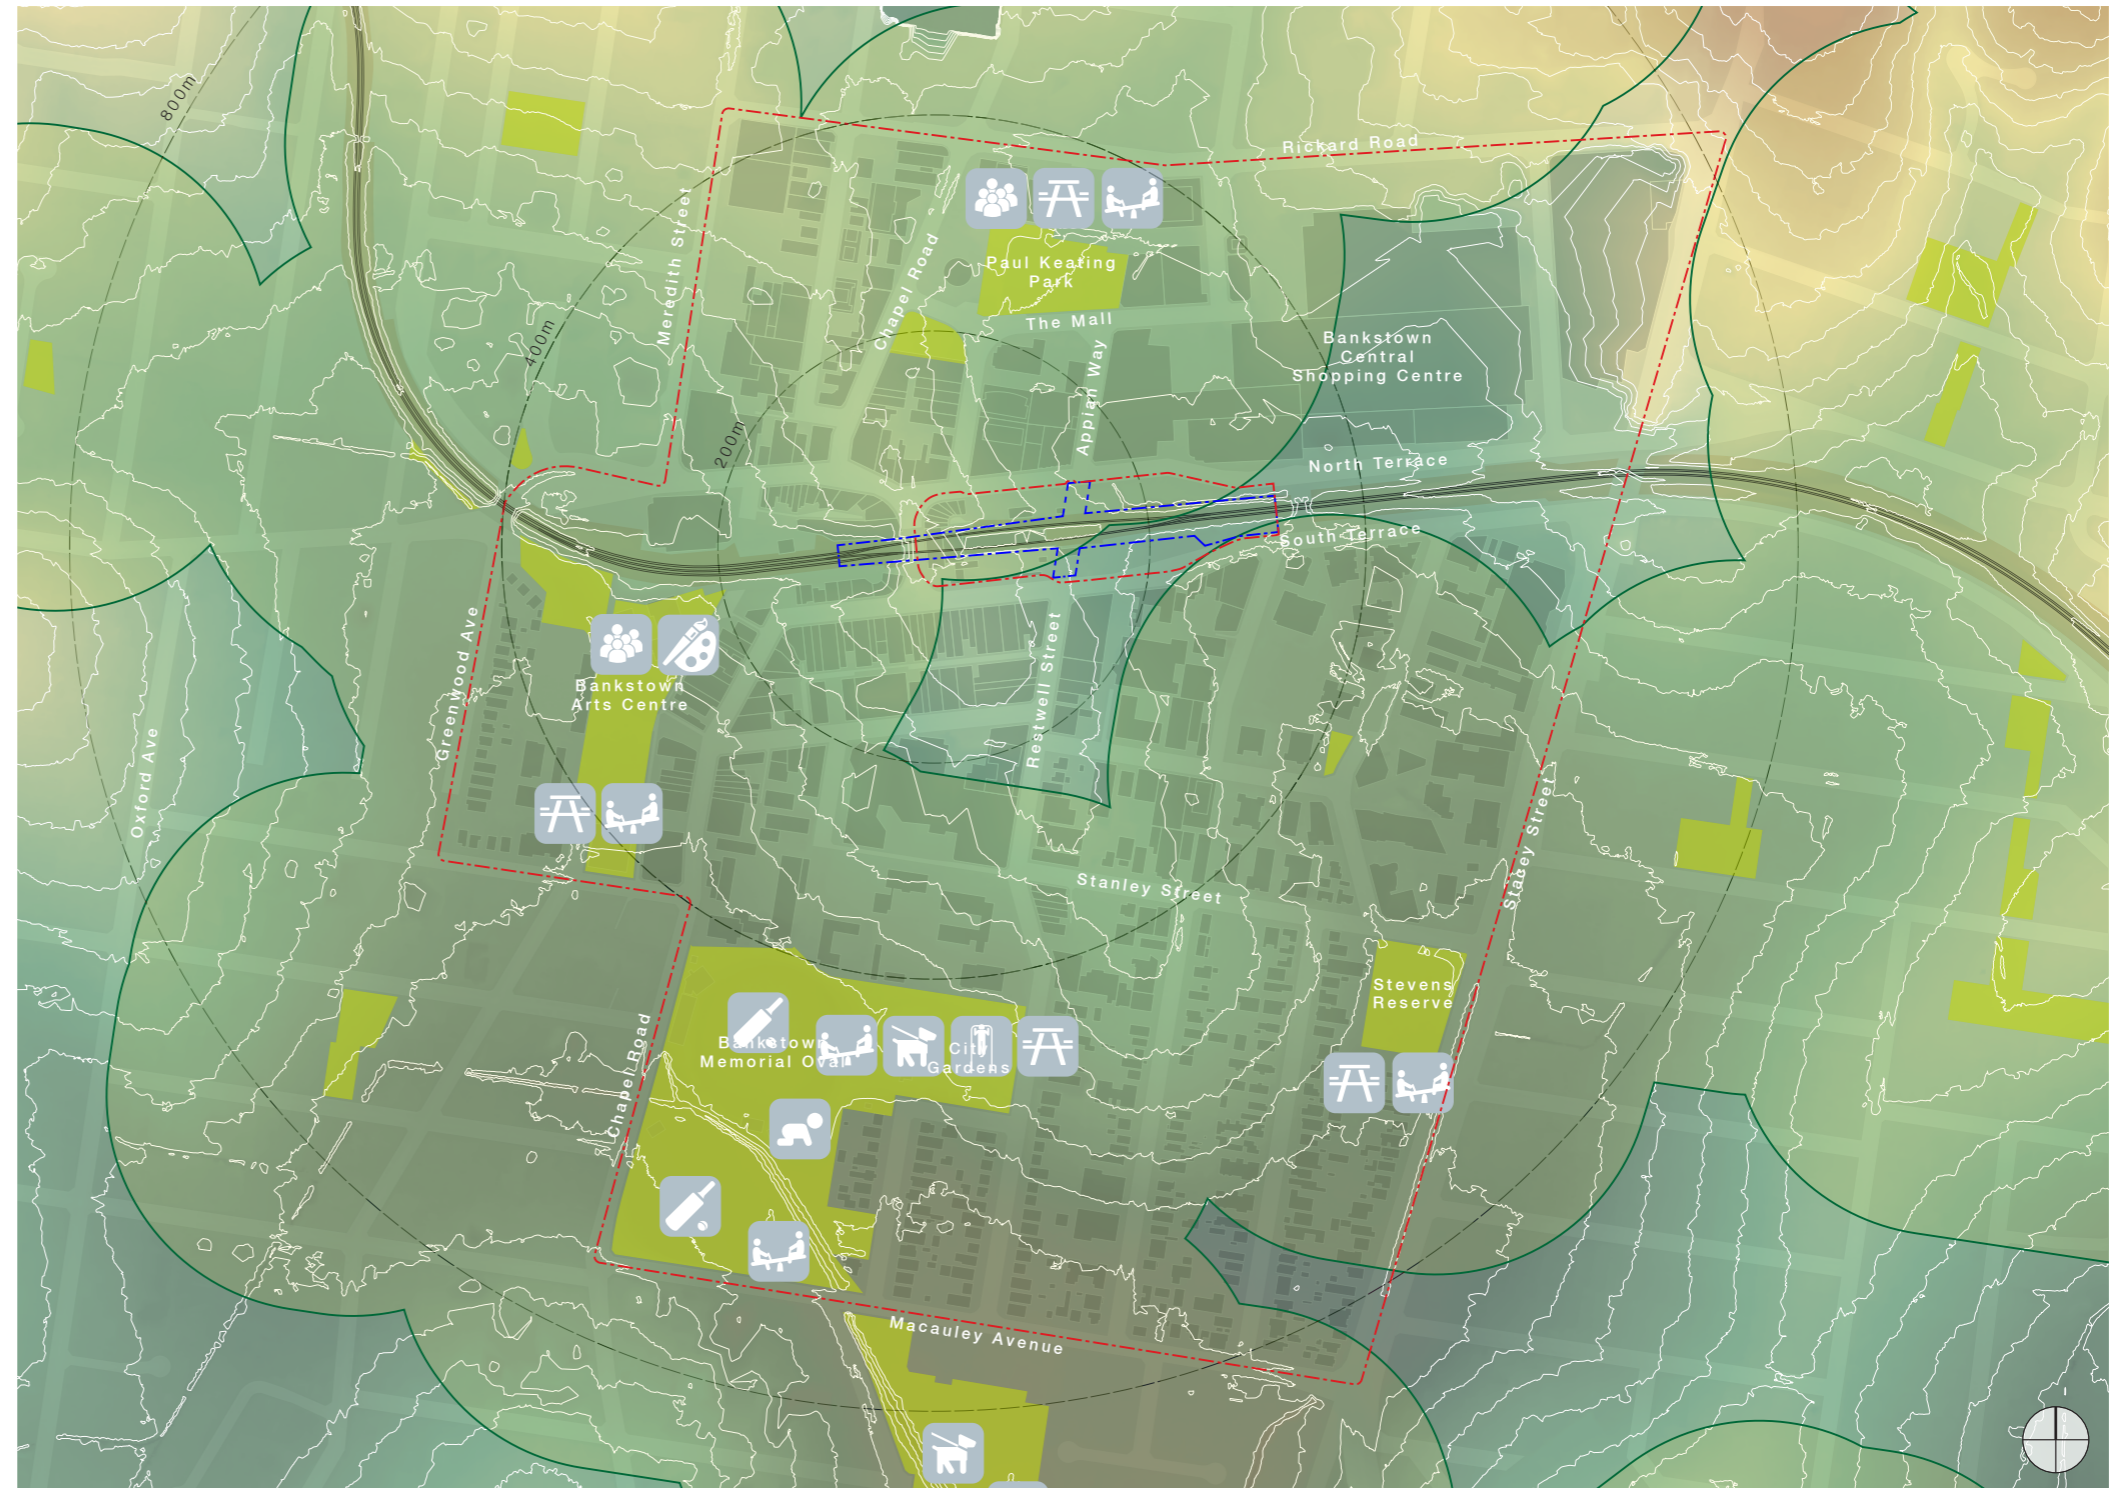 800m
Rickard Road
Meredith Street
Chapel Road
Paul Keating
Park
The Mall
400m
Appian Way
Bankstown
Central
Shopping Centre
200m
North Terrace
South Terrace
Greenwood Ave
Bankstown
Arts Centre
Restwell Street
Oxford Ave
Stacey Street
Stanley Street
Stevens
Reserve
Bankstown
Memorial Oval
City
Gardens
Chapel Road
Macauley Avenue